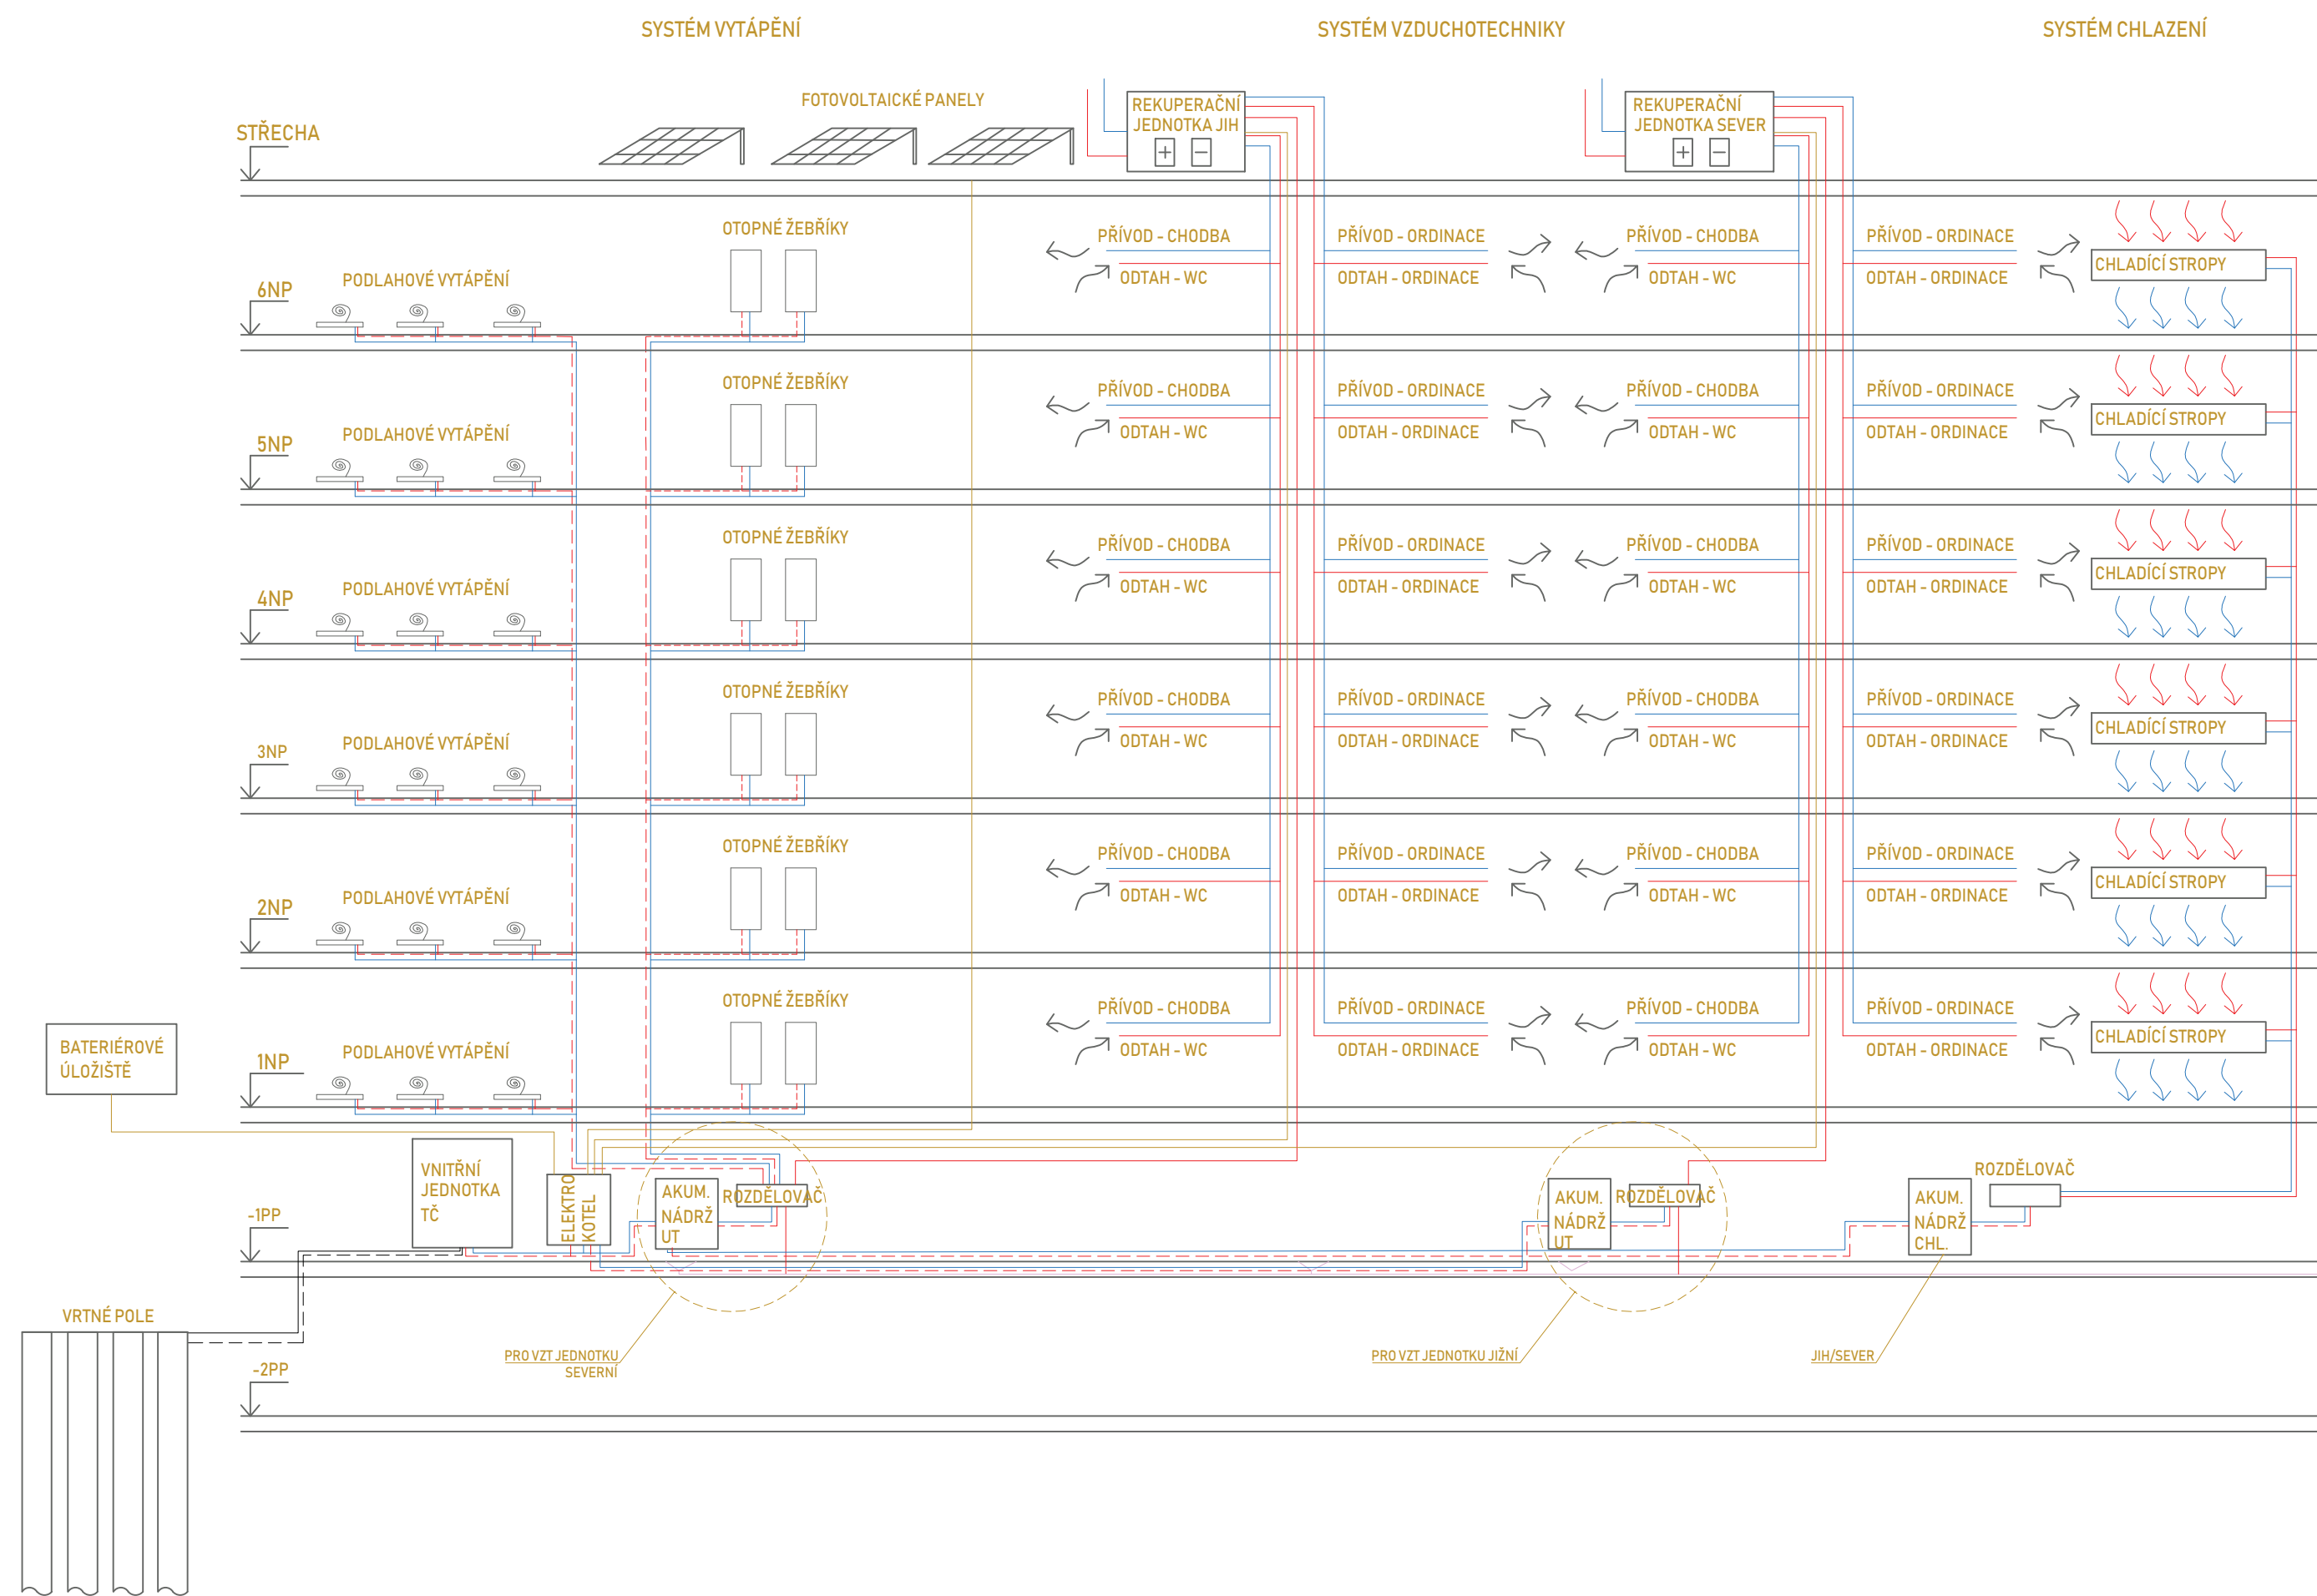 SYSTÉM VYTÁPĚNÍ
SYSTÉM VZDUCHOTECHNIKY
SYSTÉM CHLAZENÍ
FOTOVOLTAICKÉ PANELY
REKUPERAČNÍ
JEDNOTKA JIH
REKUPERAČNÍ
JEDNOTKA SEVER
STŘECHA
OTOPNÉ ŽEBŘÍKY
PŘÍVOD - CHODBA
PŘÍVOD - ORDINACE
PŘÍVOD - CHODBA
PŘÍVOD - ORDINACE
CHLADÍCÍ STROPY
6NP
PODLAHOVÉ VYTÁPĚNÍ
ODTAH - WC
ODTAH - ORDINACE
ODTAH - WC
ODTAH - ORDINACE
OTOPNÉ ŽEBŘÍKY
PŘÍVOD - CHODBA
PŘÍVOD - ORDINACE
PŘÍVOD - CHODBA
PŘÍVOD - ORDINACE
CHLADÍCÍ STROPY
5NP
PODLAHOVÉ VYTÁPĚNÍ
ODTAH - WC
ODTAH - ORDINACE
ODTAH - WC
ODTAH - ORDINACE
OTOPNÉ ŽEBŘÍKY
PŘÍVOD - CHODBA
PŘÍVOD - ORDINACE
PŘÍVOD - CHODBA
PŘÍVOD - ORDINACE
CHLADÍCÍ STROPY
4NP
PODLAHOVÉ VYTÁPĚNÍ
ODTAH - WC
ODTAH - ORDINACE
ODTAH - WC
ODTAH - ORDINACE
OTOPNÉ ŽEBŘÍKY
PŘÍVOD - CHODBA
PŘÍVOD - ORDINACE
PŘÍVOD - CHODBA
PŘÍVOD - ORDINACE
CHLADÍCÍ STROPY
3NP
PODLAHOVÉ VYTÁPĚNÍ
ODTAH - WC
ODTAH - ORDINACE
ODTAH - WC
ODTAH - ORDINACE
OTOPNÉ ŽEBŘÍKY
PŘÍVOD - CHODBA
PŘÍVOD - ORDINACE
PŘÍVOD - CHODBA
PŘÍVOD - ORDINACE
CHLADÍCÍ STROPY
2NP
PODLAHOVÉ VYTÁPĚNÍ
ODTAH - WC
ODTAH - ORDINACE
ODTAH - WC
ODTAH - ORDINACE
OTOPNÉ ŽEBŘÍKY
PŘÍVOD - CHODBA
PŘÍVOD - ORDINACE
PŘÍVOD - CHODBA
PŘÍVOD - ORDINACE
CHLADÍCÍ STROPY
1NP
PODLAHOVÉ VYTÁPĚNÍ
ODTAH - WC
ODTAH - ORDINACE
ODTAH - WC
ODTAH - ORDINACE
BATERIÉROVÉ
ÚLOŽIŠTĚ
-1PP
VNITŘNÍ
JEDNOTKA
TČ
ELEKTRO
KOTEL
AKUM.
NÁDRŽ
UT
ROZDĚLOVAČ
AKUM.
NÁDRŽ
UT
ROZDĚLOVAČ
AKUM.
NÁDRŽ
CHL.
ROZDĚLOVAČ
VRTNÉ POLE
PRO VZT JEDNOTKU
SEVERNÍ
PRO VZT JEDNOTKU JIŽNÍ
JIH/SEVER
-2PP